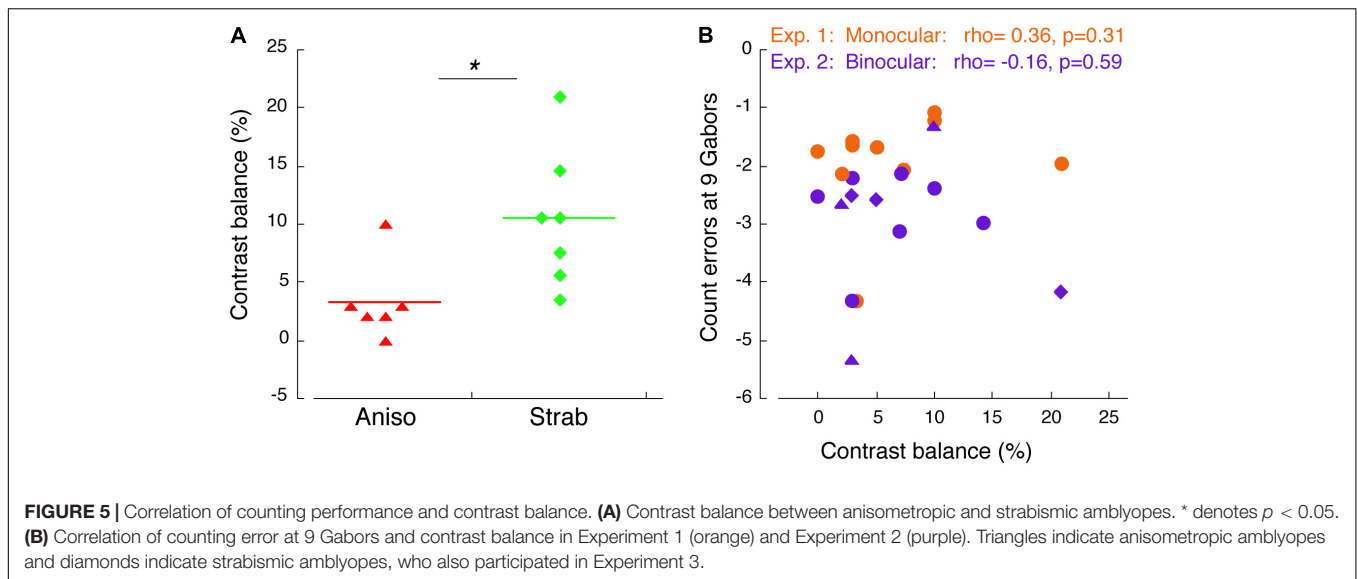 A
25
20
15
10
5
0
-5
Contrast balance (%)
*
Aniso
Strab
B
Exp. 1: Monocular: rho= 0.36, p=0.31
Exp. 2: Binocular: rho= -0.16, p=0.59
0
-1
-2
-3
-4
-5
-6
Count errors at 9 Gabors
0
5
10
15
20
25
Contrast balance (%)
FIGURE 5 | Correlation of counting performance and contrast balance. (A) Contrast balance between anisometropic and strabismic amblyopes. * denotes p < 0.05.
(B) Correlation of counting error at 9 Gabors and contrast balance in Experiment 1 (orange) and Experiment 2 (purple). Triangles indicate anisometropic amblyopes
and diamonds indicate strabismic amblyopes, who also participated in Experiment 3.